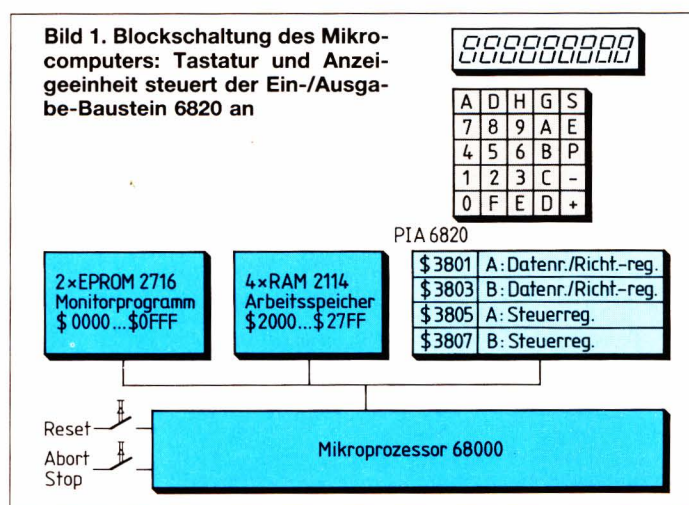 Bild 1. Blockschaltung des Mikro-
computers: Tastatur und Anzei-
geeinheit steuert der Ein-/Ausga-
be-Baustein 6820 an
888888888
A D H G S
7 8 9 A E
4 5 6 B P
1 2 3 C -
0 F E D +
PIA 6820
2×EPROM 2716
Monitorprogramm
$ 0000...$0FFF
4×RAM 2114
Arbeitsspeicher
$2000...$27FF
$3801 A:Datenr./Richt.-reg.
$3803 B:Datenr./Richt.-reg.
$3805 A:Steuerreg.
$3807 B:Steuerreg.
Reset
Abort
Stop
Mikroprozessor 68000